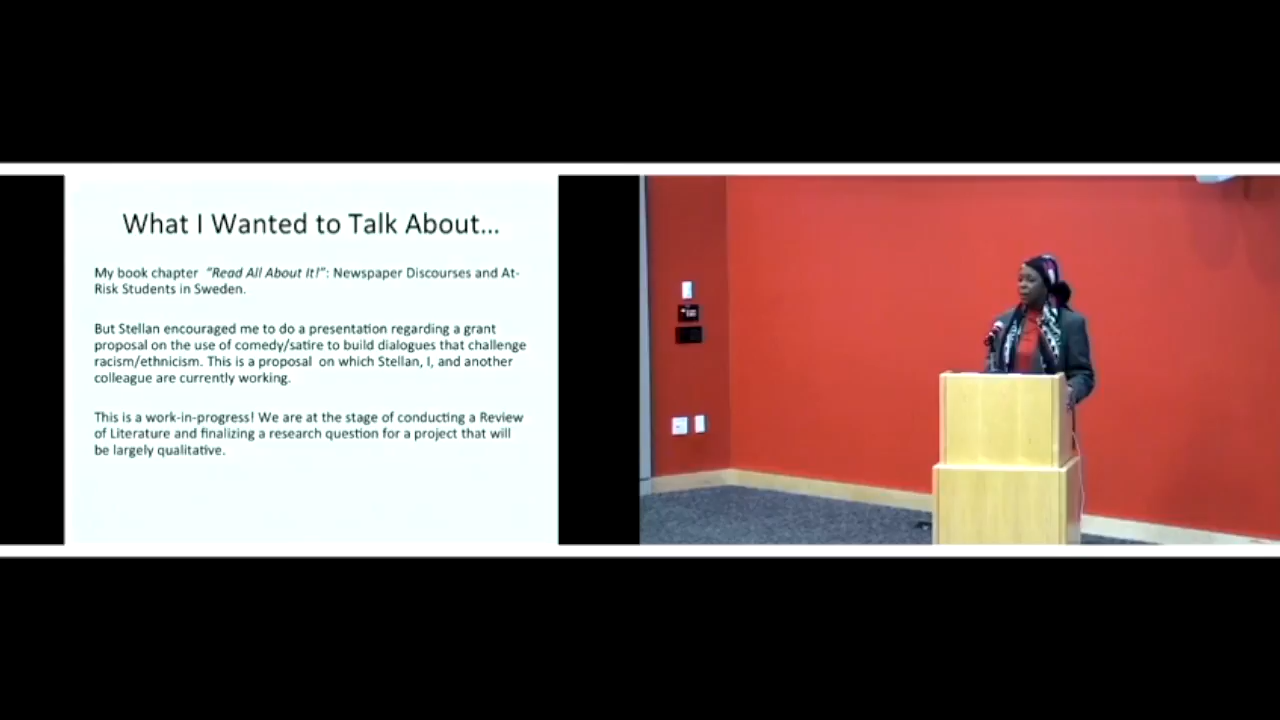 What I Wanted to Talk About...
My book chapter "Read All About It!": Newspaper Discourses and At-
Risk Students in Sweden.
But Stellan encouraged me to do a presentation regarding a grant
proposal on the use of comedy/satire to build dialogues that challenge
racism/ethnicism. This is a proposal on which Stellan, I, and another
colleague are currently working.
This is a work-in-progress! We are at the stage of conducting a Review
of Literature and finalizing a research question for a project that will
be largely qualitative.